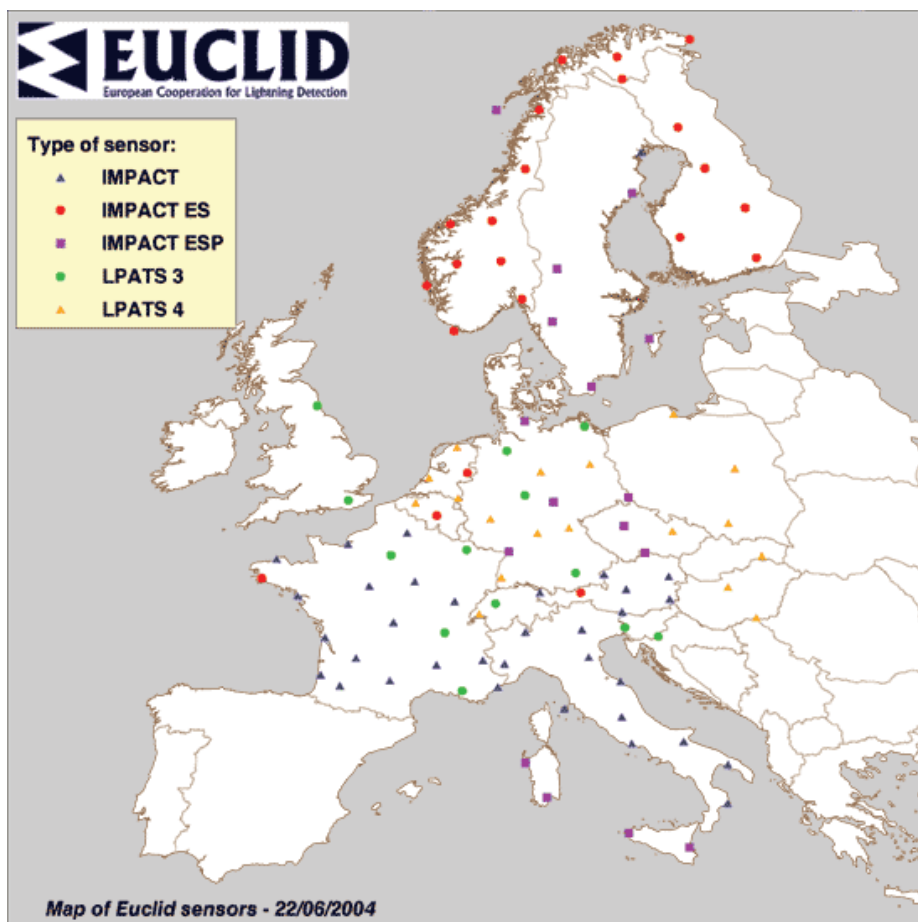 EUCLID
European Cooperation for Lightning Detection
Type of sensor:
IMPACT
IMPACT ES
IMPACT ESP
LPATS 3
LPATS 4
Map of Euclid sensors - 22/06/2004